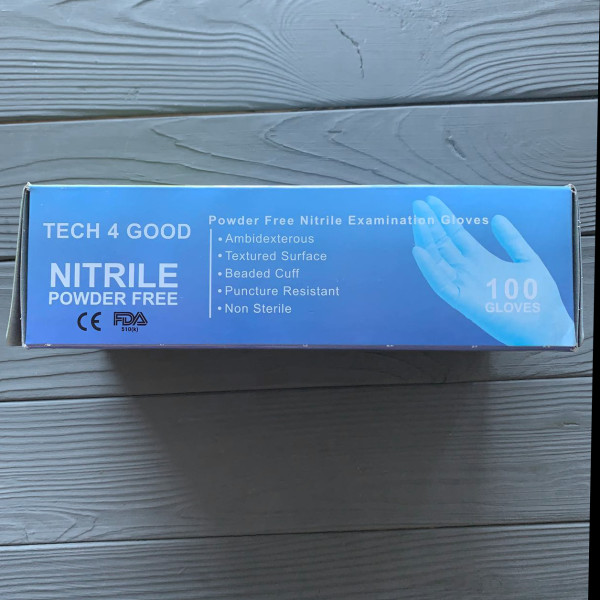 TECH 4 GOOD
NITRILE
POWDER FREE
CE FDA
510(k)
Powder Free Nitrile Examination Gloves
• Ambidexterous
• Textured Surface
• Beaded Cuff
• Puncture Resistant
• Non Sterile
100
GLOVES